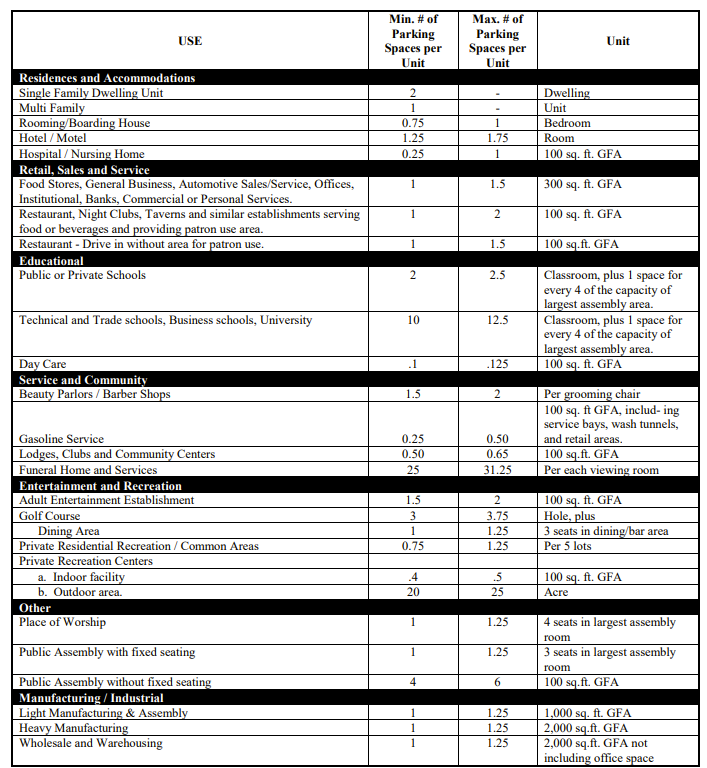 USE Min. # of Parking Spaces per Unit Max. # of Parking Spaces per Unit Unit
Residences and Accommodations
Single Family Dwelling Unit 2 - Dwelling
Multi Family 1 - Unit
Rooming/Boarding House 0.75 1 Bedroom
Hotel / Motel 1.25 1.75 Room
Hospital / Nursing Home 0.25 1 100 sq. ft. GFA
Retail, Sales and Service
Food Stores, General Business, Automotive Sales/Service, Offices, 1 1.5 300 sq. ft. GFA
Institutional, Banks, Commercial or Personal Services.
Restaurant, Night Clubs, Taverns and similar establishments serving 1 2 100 sq. ft. GFA
food or beverages and providing patron use area.
Restaurant - Drive in without area for patron use. 1 1.5 100 sq.ft. GFA
Educational
Public or Private Schools 2 2.5 Classroom, plus 1 space for
every 4 of the capacity of
largest assembly area.
Technical and Trade schools, Business schools, University 10 12.5 Classroom, plus 1 space for
every 4 of the capacity of
largest assembly area.
Day Care .1 .125 100 sq. ft. GFA
Service and Community
Beauty Parlors / Barber Shops 1.5 2 Per grooming chair
100 sq. ft GFA, includ- ing
service bays, wash tunnels,
Gasoline Service 0.25 0.50 and retail areas.
Lodges, Clubs and Community Centers 0.50 0.65 100 sq.ft. GFA
Funeral Home and Services 25 31.25 Per each viewing room
Entertainment and Recreation
Adult Entertainment Establishment 1.5 2 100 sq. ft. GFA
Golf Course 3 3.75 Hole, plus
Dining Area 1 1.25 3 seats in dining/bar area
Private Residential Recreation / Common Areas 0.75 1.25 Per 5 lots
Private Recreation Centers
a. Indoor facility .4 .5 100 sq. ft. GFA
b. Outdoor area. 20 25 Acre
Other
Place of Worship 1 1.25 4 seats in largest assembly
room
Public Assembly with fixed seating 1 1.25 3 seats in largest assembly
room
Public Assembly without fixed seating 4 6 100 sq.ft. GFA
Manufacturing / Industrial
Light Manufacturing & Assembly 1 1.25 1,000 sq. ft. GFA
Heavy Manufacturing 1 1.25 2,000 sq.ft. GFA
Wholesale and Warehousing 1 1.25 2,000 sq.ft. GFA not
including office space